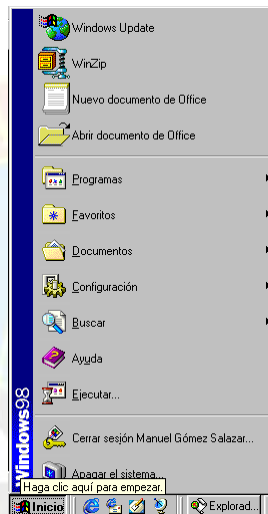 Windows Update
WinZip
Nuevo documento de Office
Abrir documento de Office
Programas
Favoritos
Documentos
Configuración
Buscar
Ayuda
Ejecutar...
Cerrar sesión Manuel Gómez Salazar...
Apagar el sistema...
Windows98
Haga clic aquí para empezar.
Inicio
Explorad...